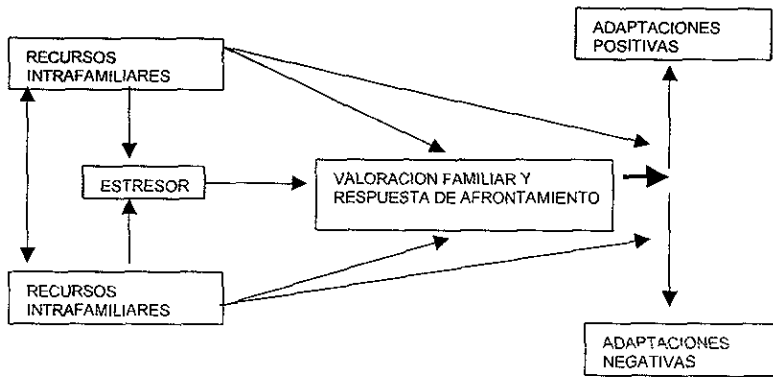 ADAPTACIONES
POSITIVAS
RECURSOS
INTRAFAMILIARES
ESTRESOR
VALORACION FAMILIAR Y
RESPUESTA DE AFRONTAMIENTO
RECURSOS
INTRAFAMILIARES
ADAPTACIONES
NEGATIVAS